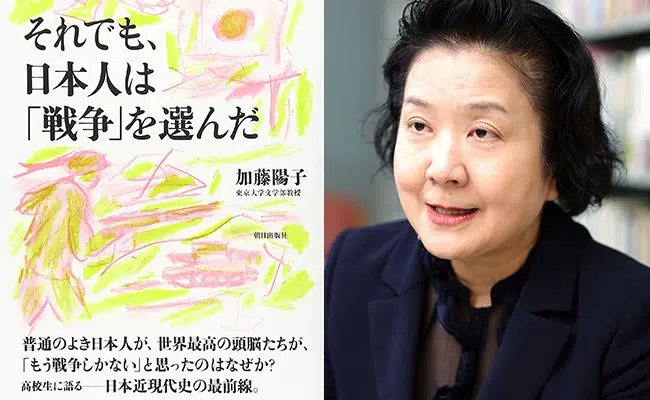 それでも、
日本人は
「戦争」を選んだ
加藤陽子
東京大学文学部教授
朝日出版社
普通のよき日本人が、世界最高の頭脳たちが、
「もう戦争しかない」と思ったのはなぜか?
高校生に語る――日本近現代史の最前線。